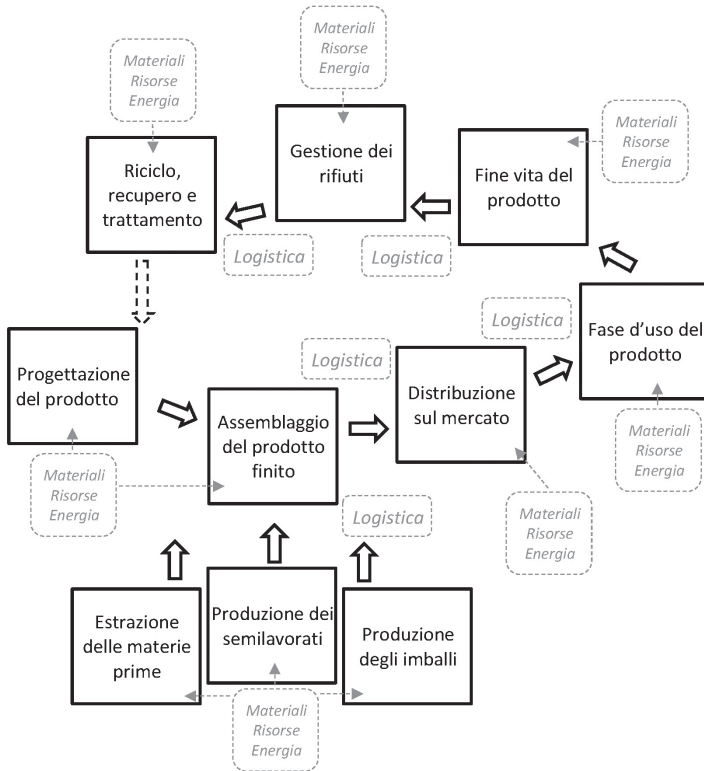 Materiali
Risorse
Energia
Materiali
Risorse
Energia
Materiali
Risorse
Energia
Riciclo,
recupero e
trattamento
Gestione dei
rifiuti
Fine vita del
prodotto
Logistica
Logistica
Logistica
Fase d’uso del
prodotto
Logistica
Progettazione
del prodotto
Assemblaggio
del prodotto
finito
Distribuzione
sul mercato
Materiali
Risorse
Energia
Materiali
Risorse
Energia
Materiali
Risorse
Energia
Logistica
Estrazione
delle materie
prime
Produzione dei
semilavorati
Produzione
degli imballi
Materiali
Risorse
Energia